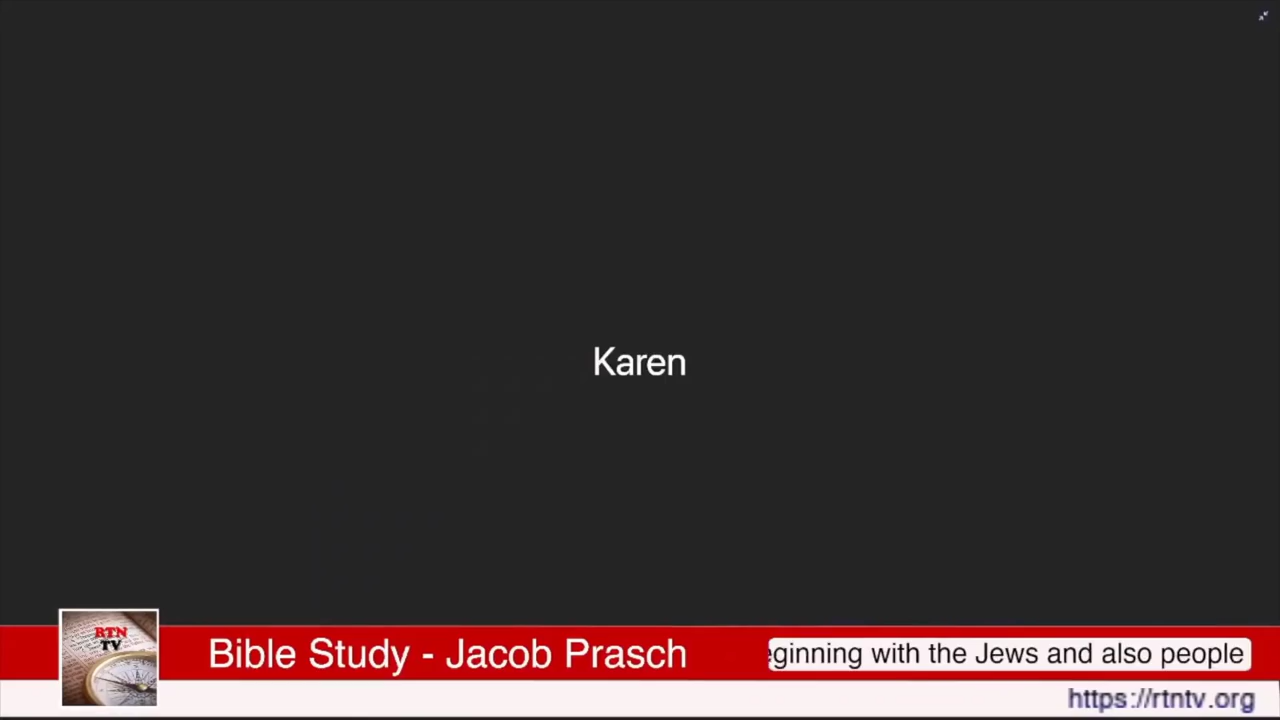 Karen
RTN
TV
Bible Study - Jacob Prasch
ginning with the Jews and also people
https://rtntv.org